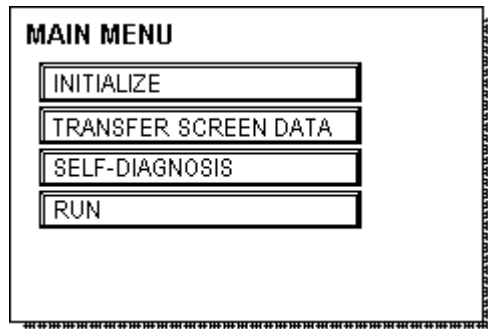 MAIN MENU
INITIALIZE
TRANSFER SCREEN DATA
SELF-DIAGNOSIS
RUN